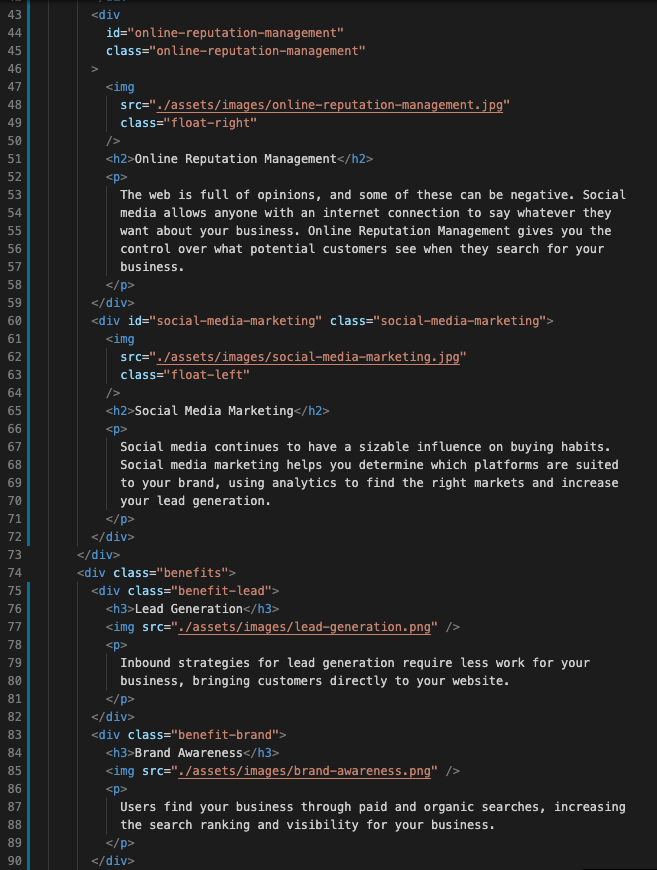 43 <div
44 id="online-reputation-management"
45 class="online-reputation-management"
46 >
47 <img
48 src="./assets/images/online-reputation-management.jpg"
49 class="float-right"
50 />
51 <h2>Online Reputation Management</h2>
52 <p>
53 The web is full of opinions, and some of these can be negative. Social
54 media allows anyone with an internet connection to say whatever they
55 want about your business. Online Reputation Management gives you the
56 control over what potential customers see when they search for your
57 business.
58 </p>
59 </div>
60 <div id="social-media-marketing" class="social-media-marketing">
61 <img
62 src="./assets/images/social-media-marketing.jpg"
63 class="float-left"
64 />
65 <h2>Social Media Marketing</h2>
66 <p>
67 Social media continues to have a sizable influence on buying habits.
68 Social media marketing helps you determine which platforms are suited
69 to your brand, using analytics to find the right markets and increase
70 your lead generation.
71 </p>
72 </div>
73 </div>
74 <div class="benefits">
75 <div class="benefit-lead">
76 <h3>Lead Generation</h3>
77 <img src="./assets/images/lead-generation.png" />
78 <p>
79 Inbound strategies for lead generation require less work for your
80 business, bringing customers directly to your website.
81 </p>
82 </div>
83 <div class="benefit-brand">
84 <h3>Brand Awareness</h3>
85 <img src="./assets/images/brand-awareness.png" />
86 <p>
87 Users find your business through paid and organic searches, increasing
88 the search ranking and visibility for your business.
89 </p>
90 </div>